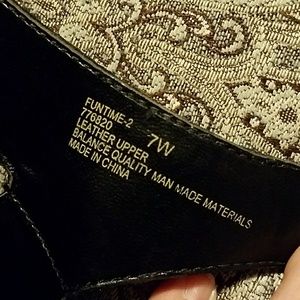 FUNTIME-2
776820 7W
LEATHER UPPER
BALANCE QUALITY MAN MADE MATERIALS
MADE IN CHINA